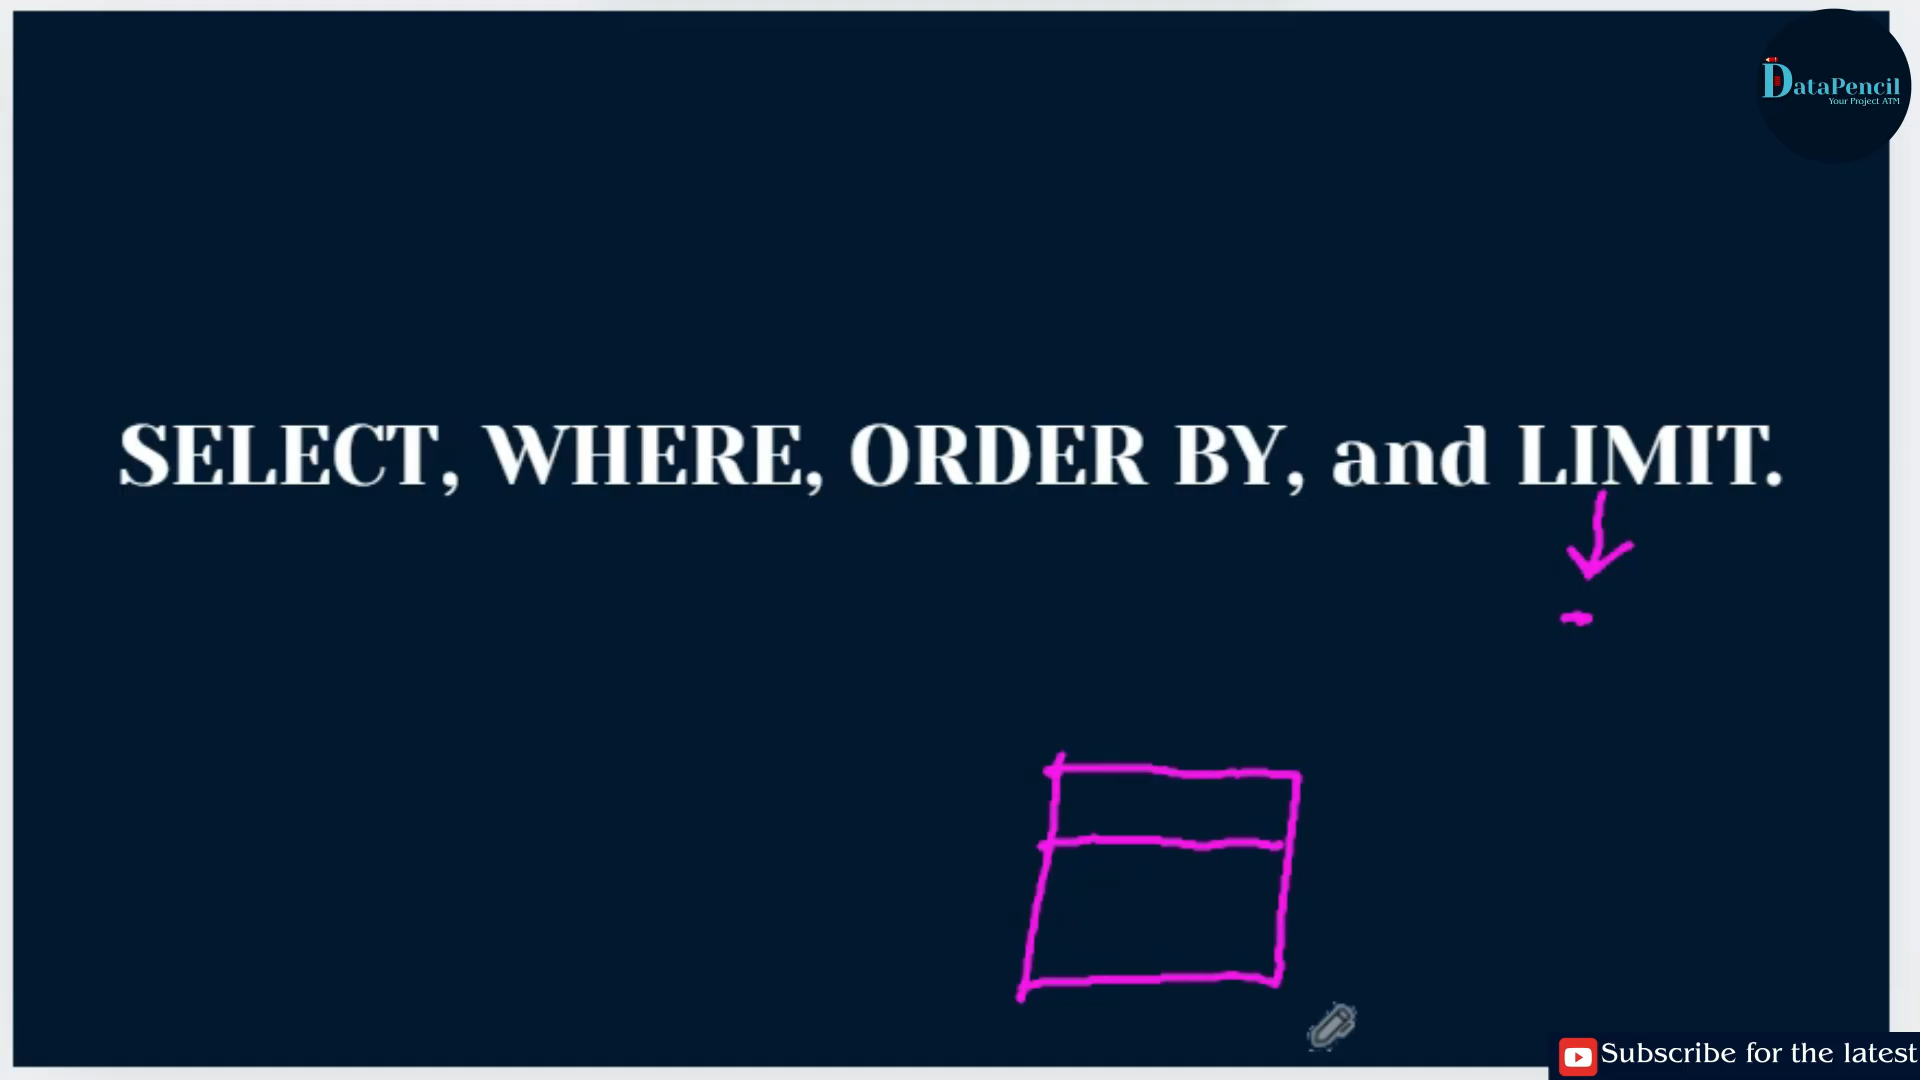 DataPencil
Your Project ATM
SELECT, WHERE, ORDER BY, and LIMIT.
Subscribe for the latest